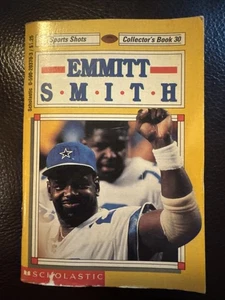 Sports Shots Collector's Book 30
EMMITT
S·M·I·T·H
SCHOLASTIC